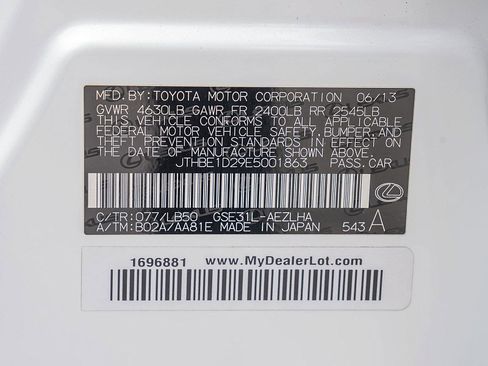 MFD.BY:TOYOTA MOTOR CORPORATION 06/13
GVWR 4630LB GAWR FR 2400LB RR 2545LB
THIS VEHICLE CONFORMS TO ALL APPLICABLE
FEDERAL MOTOR VEHICLE SAFETY,BUMPER,AND
THEFT PREVENTION STANDARDS IN EFFECT
ON THE DATE OF MANUFACTURE SHOWN ABOVE.
JTHBE1D29E5001863 PASS.CAR
C/TR:077/LB50 GSE31L-AEZLHA
A/TM:B02A/AA81E MADE IN JAPAN 543 A
1696881 www.MyDealerLot.com